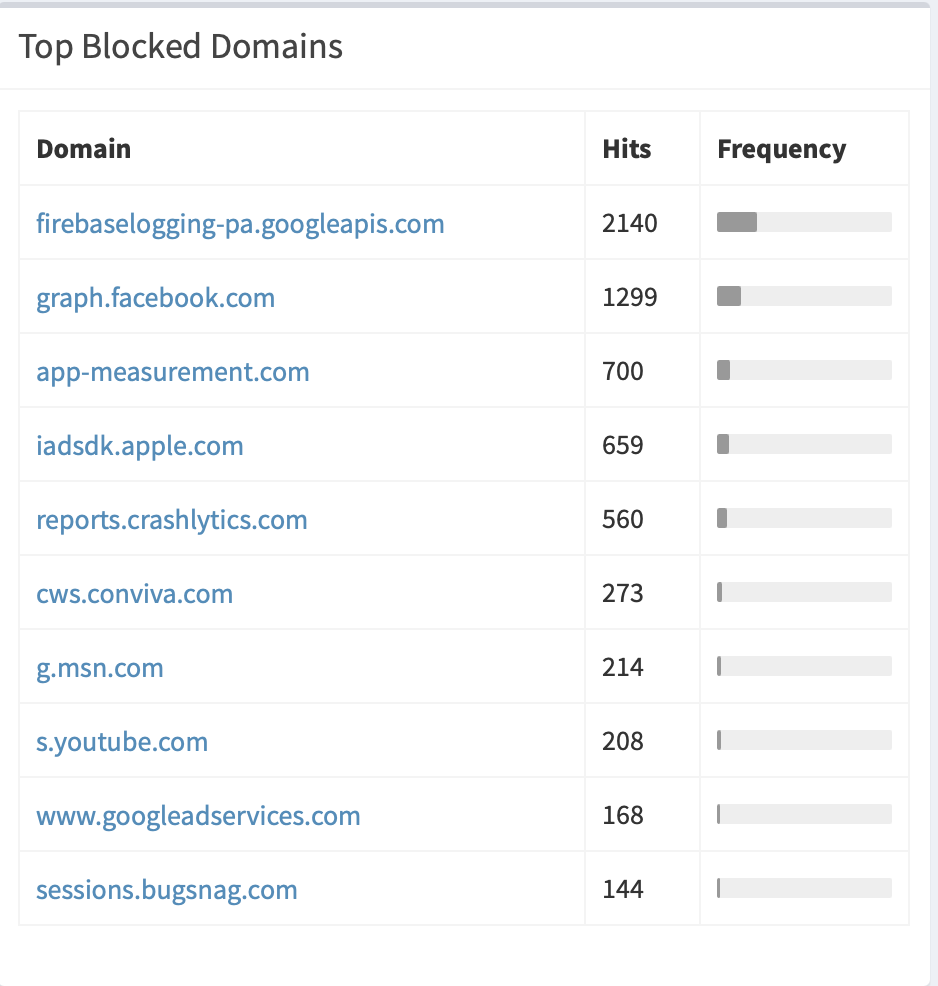 Top Blocked Domains
Domain Hits Frequency
firebaselogging-pa.googleapis.com 2140
graph.facebook.com 1299
app-measurement.com 700
iadsdk.apple.com 659
reports.crashlytics.com 560
cws.conviva.com 273
g.msn.com 214
s.youtube.com 208
www.googleadservices.com 168
sessions.bugsnag.com 144